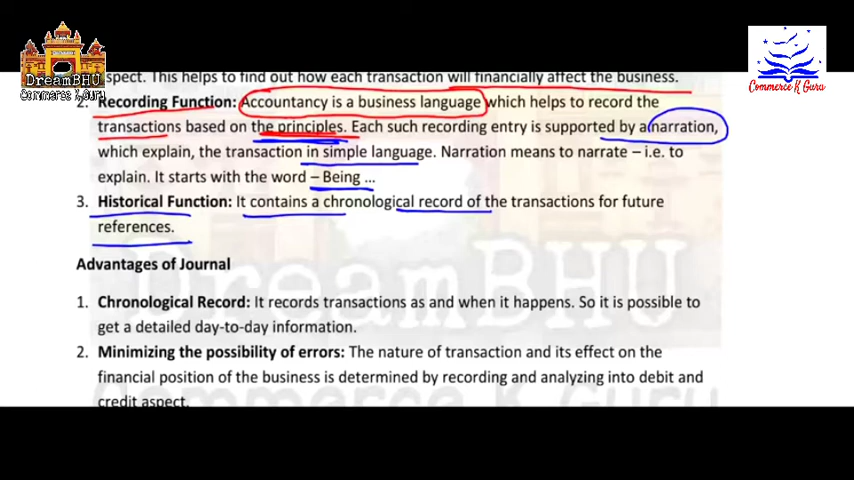 DreamBHU
COMMERCE K GURU
Commerce K Guru
spect. This helps to find out how each transaction will financially affect the business.
2. Recording Function: Accountancy is a business language which helps to record the
transactions based on the principles. Each such recording entry is supported by a narration,
which explain, the transaction in simple language. Narration means to narrate – i.e. to
explain. It starts with the word – Being ...
3. Historical Function: It contains a chronological record of the transactions for future
references.
Advantages of Journal
1. Chronological Record: It records transactions as and when it happens. So it is possible to
get a detailed day-to-day information.
2. Minimizing the possibility of errors: The nature of transaction and its effect on the
financial position of the business is determined by recording and analyzing into debit and
credit aspect.
DreamBHU
Commerce K Guru